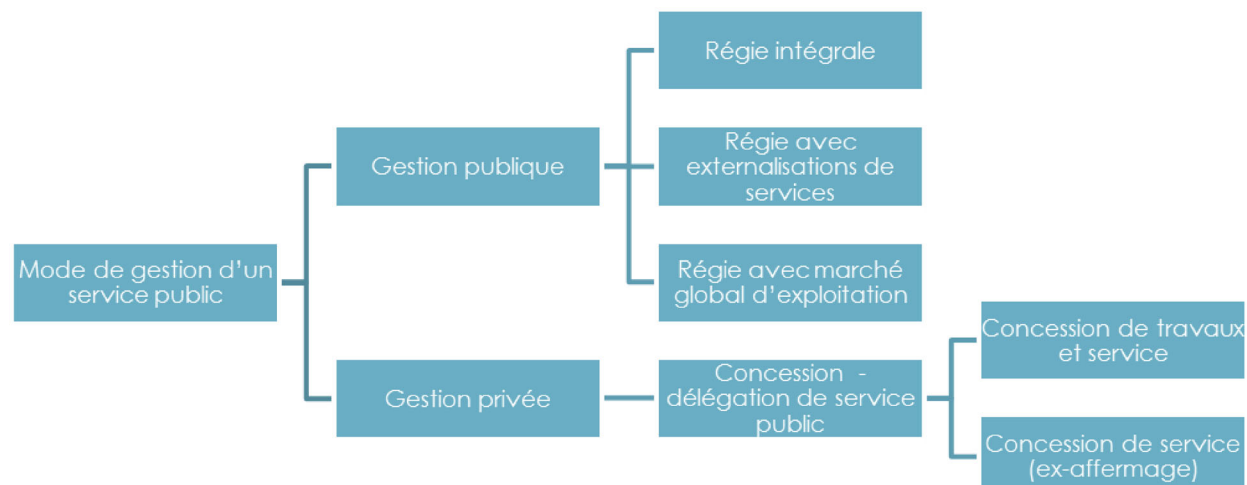 Mode de gestion d'un
service public
Gestion publique
Régie intégrale
Régie avec
externalisations de
services
Régie avec marché
global d'exploitation
Gestion privée
Concession -
délégation de service
public
Concession de travaux
et service
Concession de service
(ex-affermage)